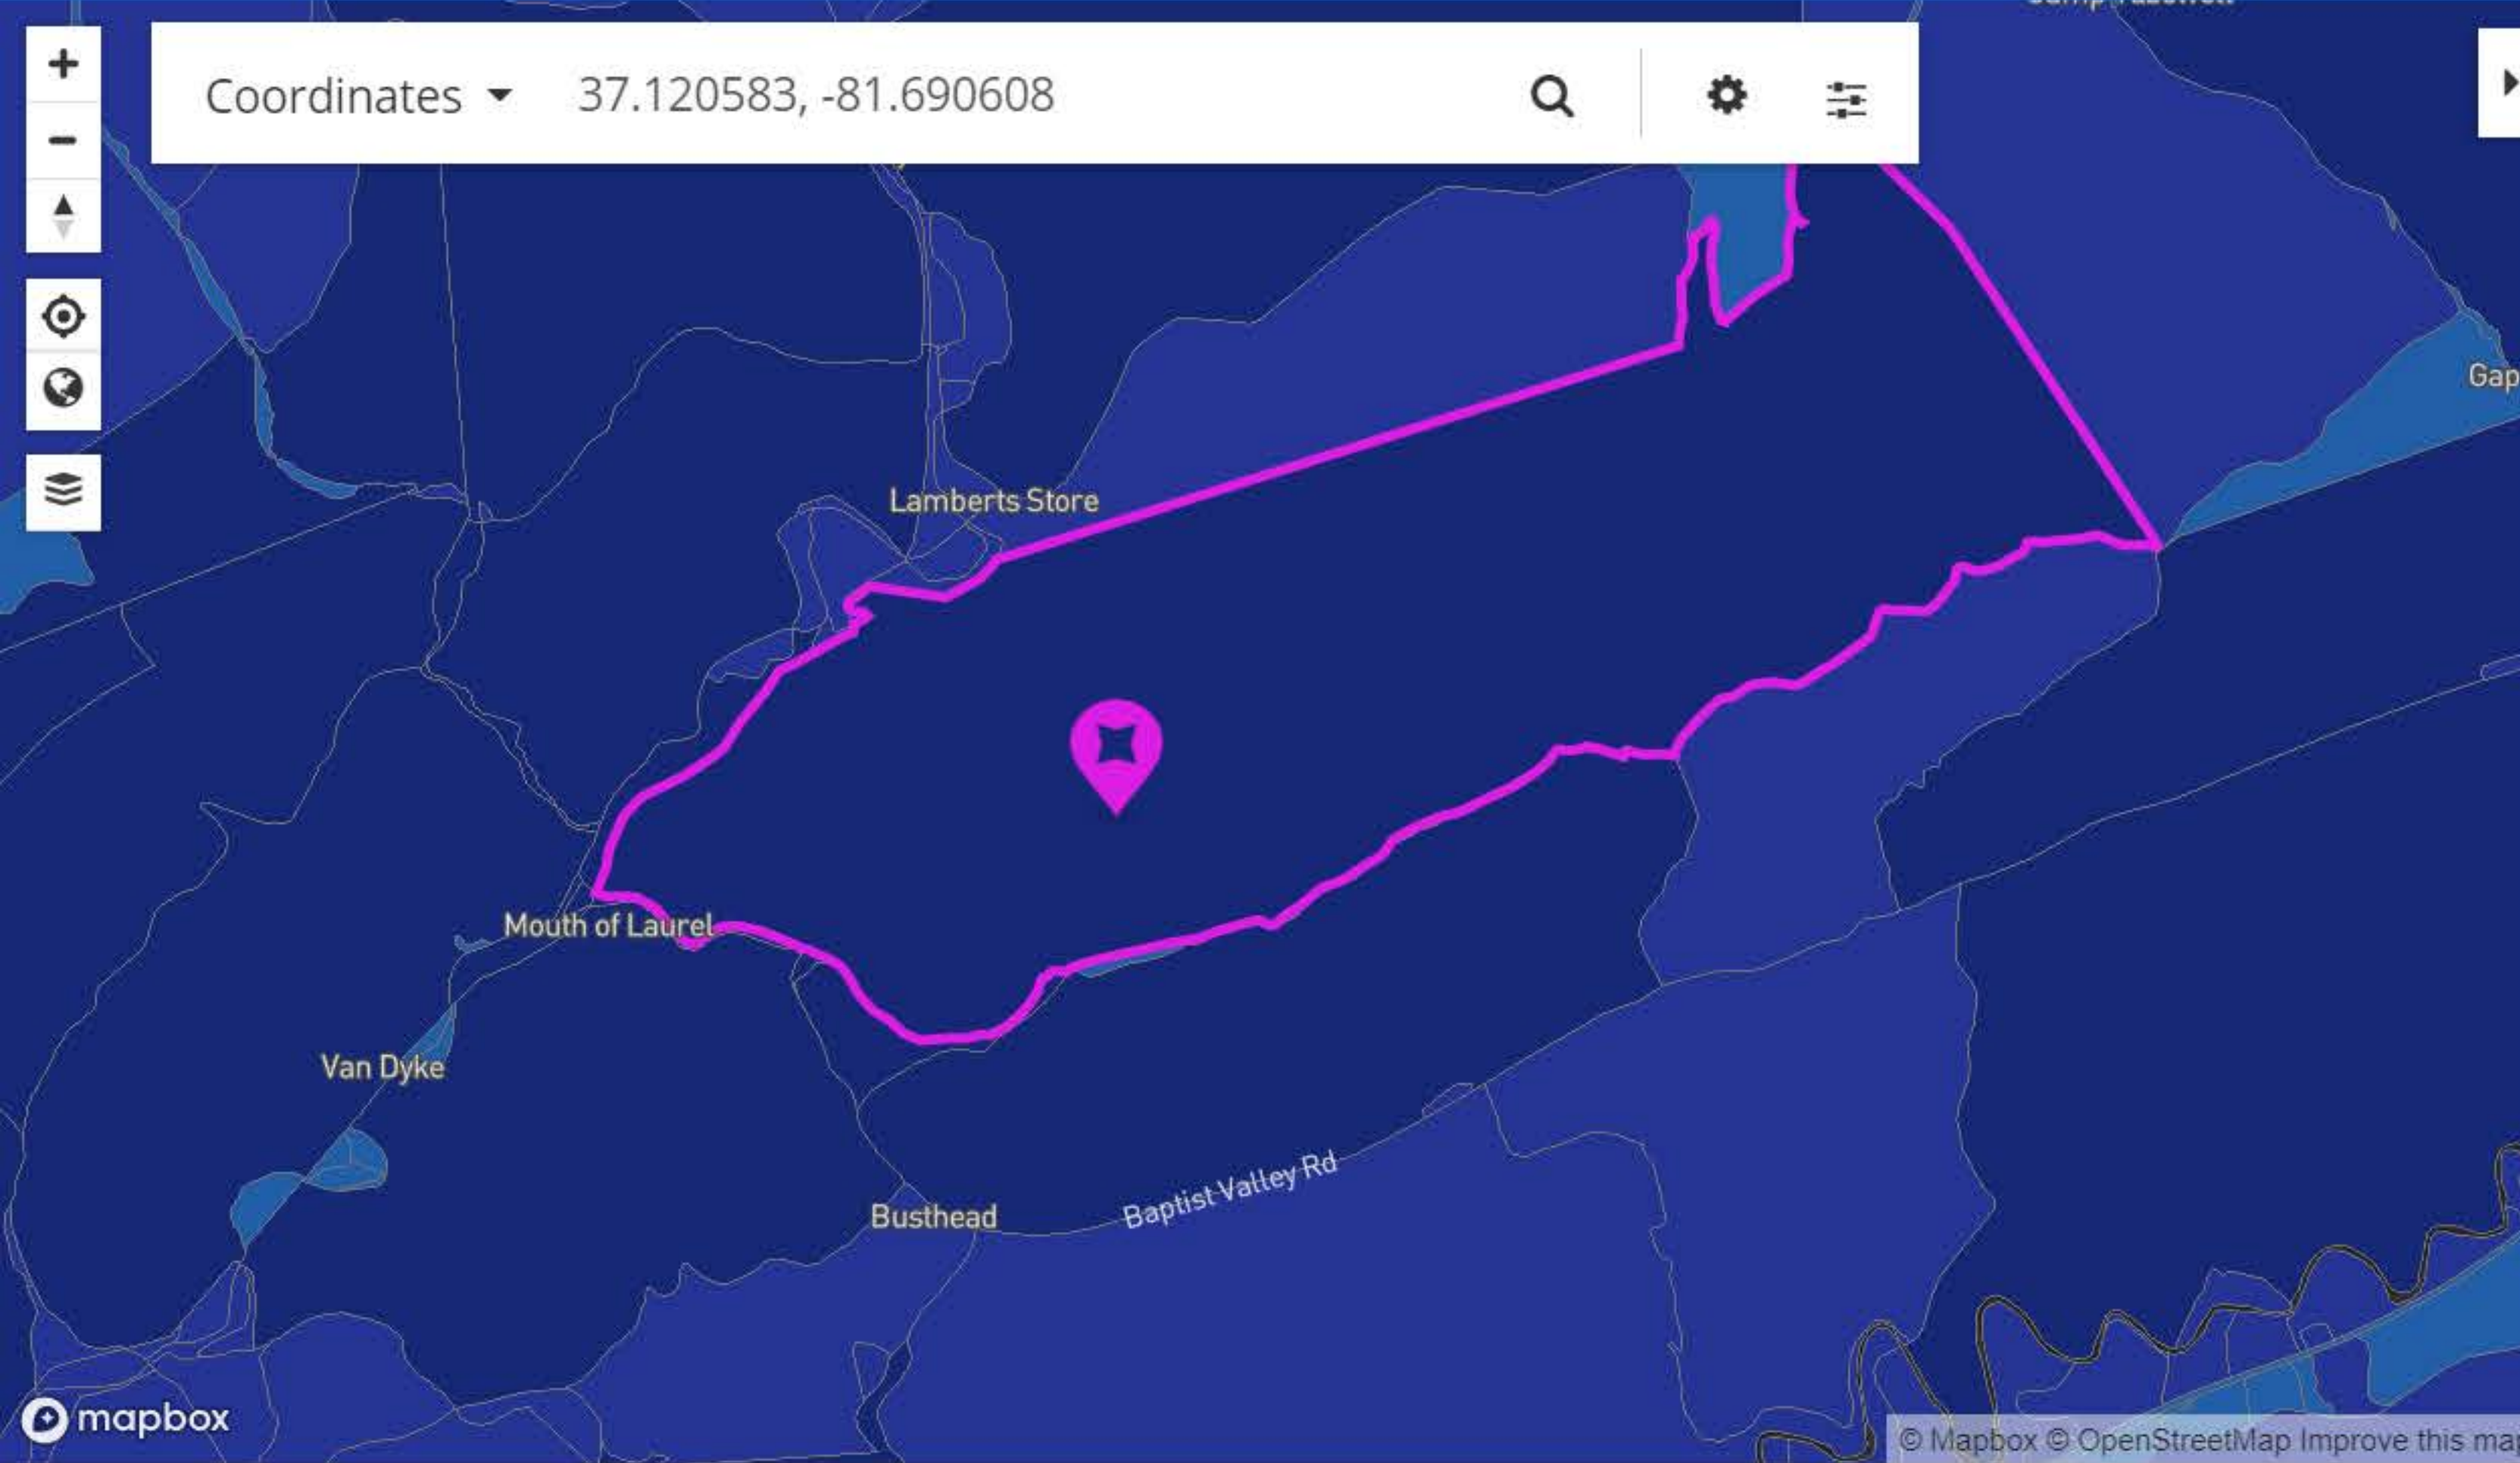 Coordinates 37.120583, -81.690608
Gap
Lamberts Store
Mouth of Laurel
Van Dyke
Busthead
Baptist Valley Rd
mapbox
© Mapbox © OpenStreetMap Improve this map